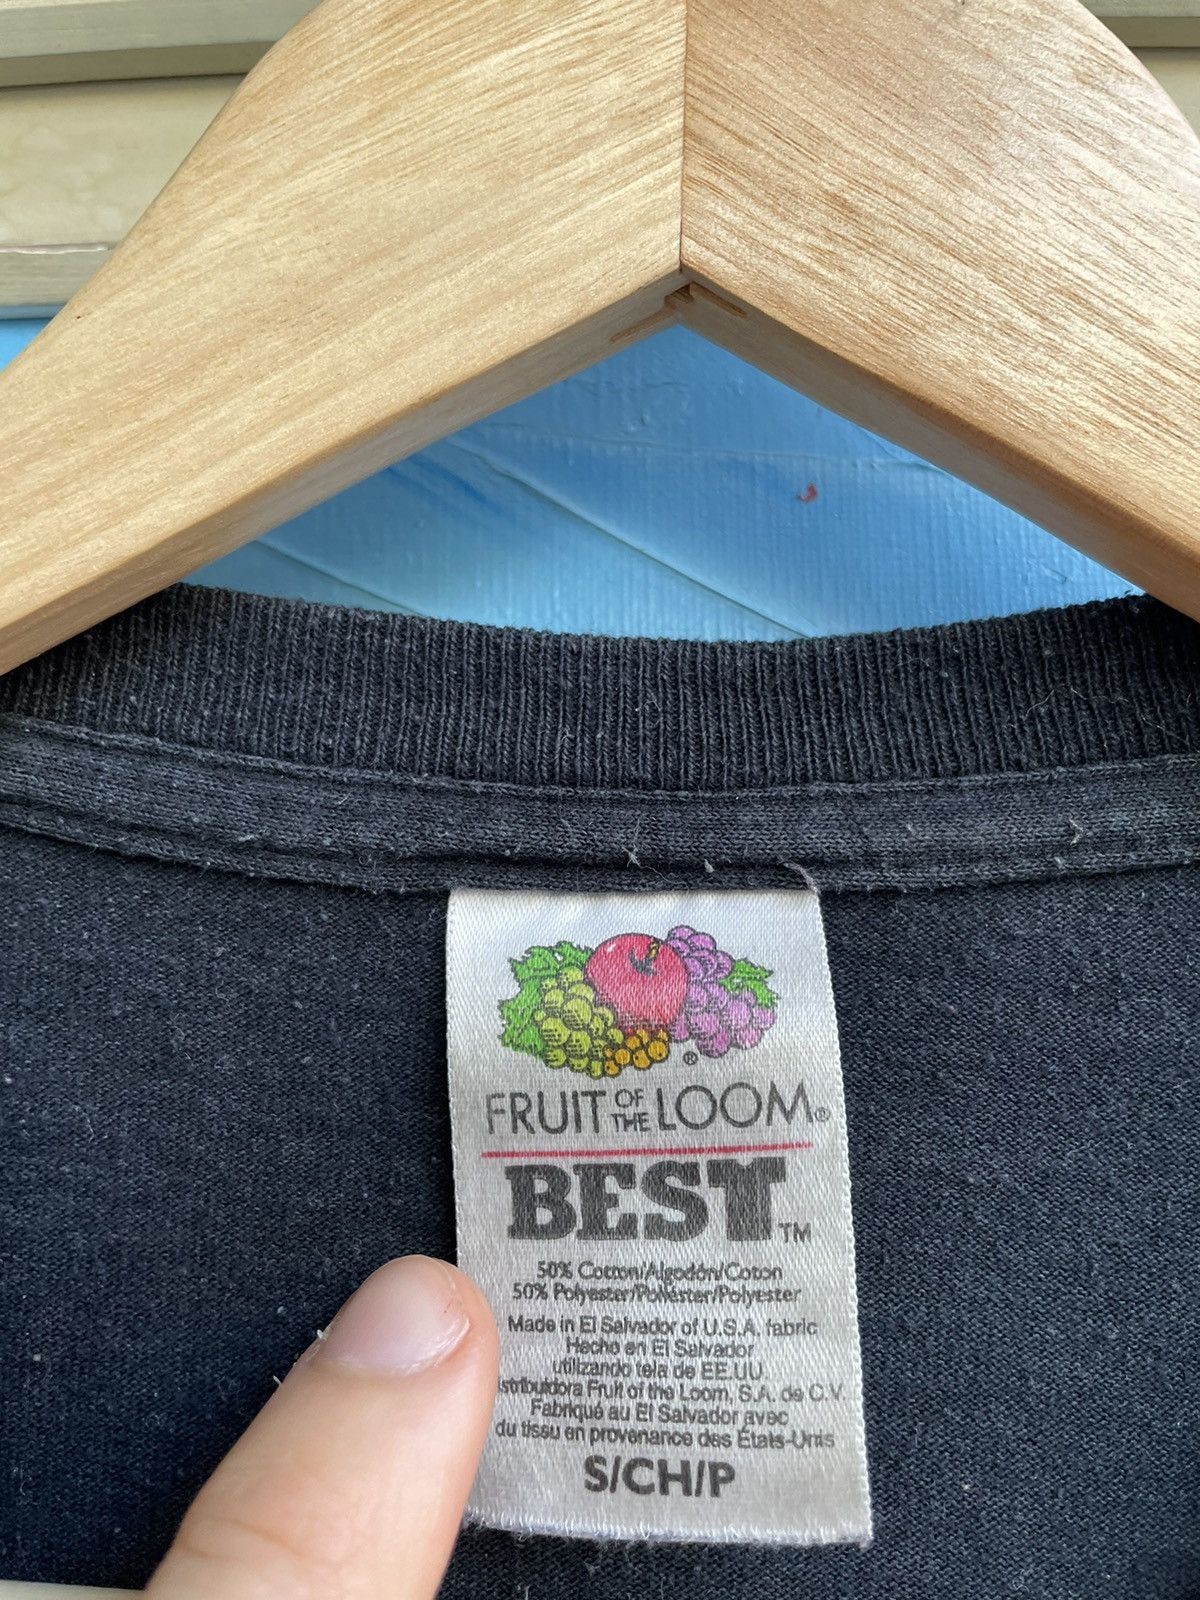 ®
FRUIT OF THE LOOM®
BEST™
50% Cotton/Algodón/Coton
50% Polyester/Poliéster/Polyester
Made in El Salvador of U.S.A. fabric
Hecho en El Salvador
utilizando tela de EE.UU
stribuidora Fruit of the Loom, S.A. de C.V.
Fabriqué au El Salvador avec
du tissu en provenance des États-Unis
S/CH/P